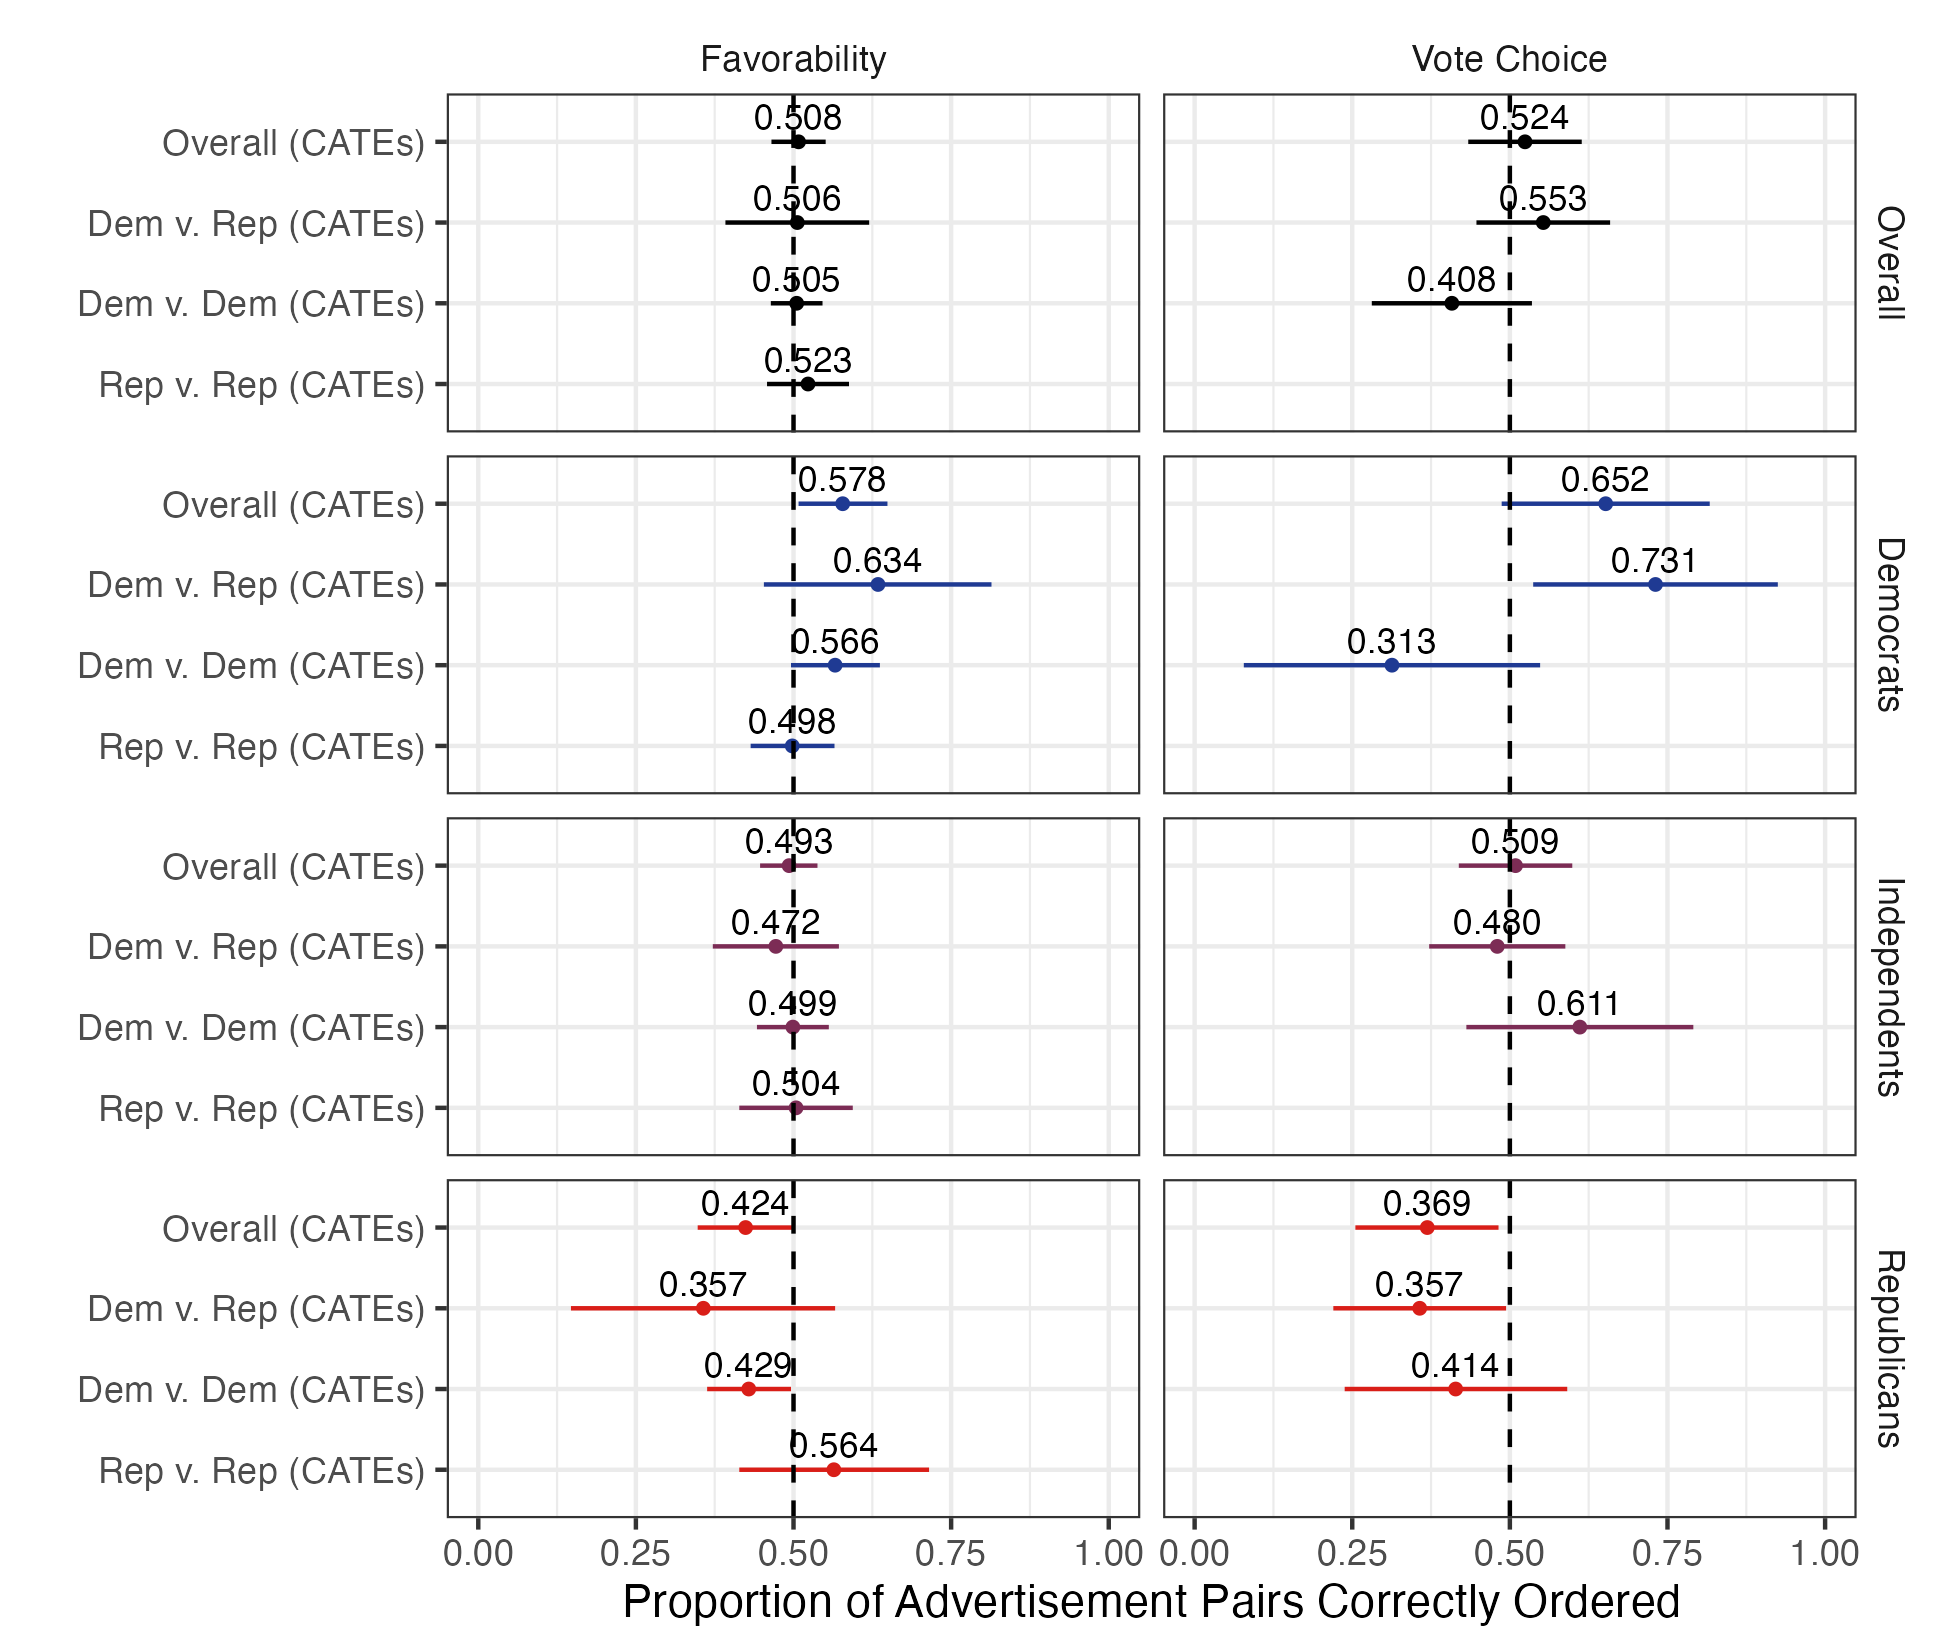 Favorability Vote Choice
Overall (CATEs) 0.508 0.524
Dem v. Rep (CATEs) 0.506 0.553
Dem v. Dem (CATEs) 0.505 0.408
Rep v. Rep (CATEs) 0.523
Overall
Overall (CATEs) 0.578 0.652
Dem v. Rep (CATEs) 0.634 0.731
Dem v. Dem (CATEs) 0.566 0.313
Rep v. Rep (CATEs) 0.498
Democrats
Overall (CATEs) 0.493 0.509
Dem v. Rep (CATEs) 0.472 0.480
Dem v. Dem (CATEs) 0.499 0.611
Rep v. Rep (CATEs) 0.504
Independents
Overall (CATEs) 0.424 0.369
Dem v. Rep (CATEs) 0.357 0.357
Dem v. Dem (CATEs) 0.429 0.414
Rep v. Rep (CATEs) 0.564
Republicans
0.00 0.25 0.50 0.75 1.00 0.00 0.25 0.50 0.75 1.00
Proportion of Advertisement Pairs Correctly Ordered